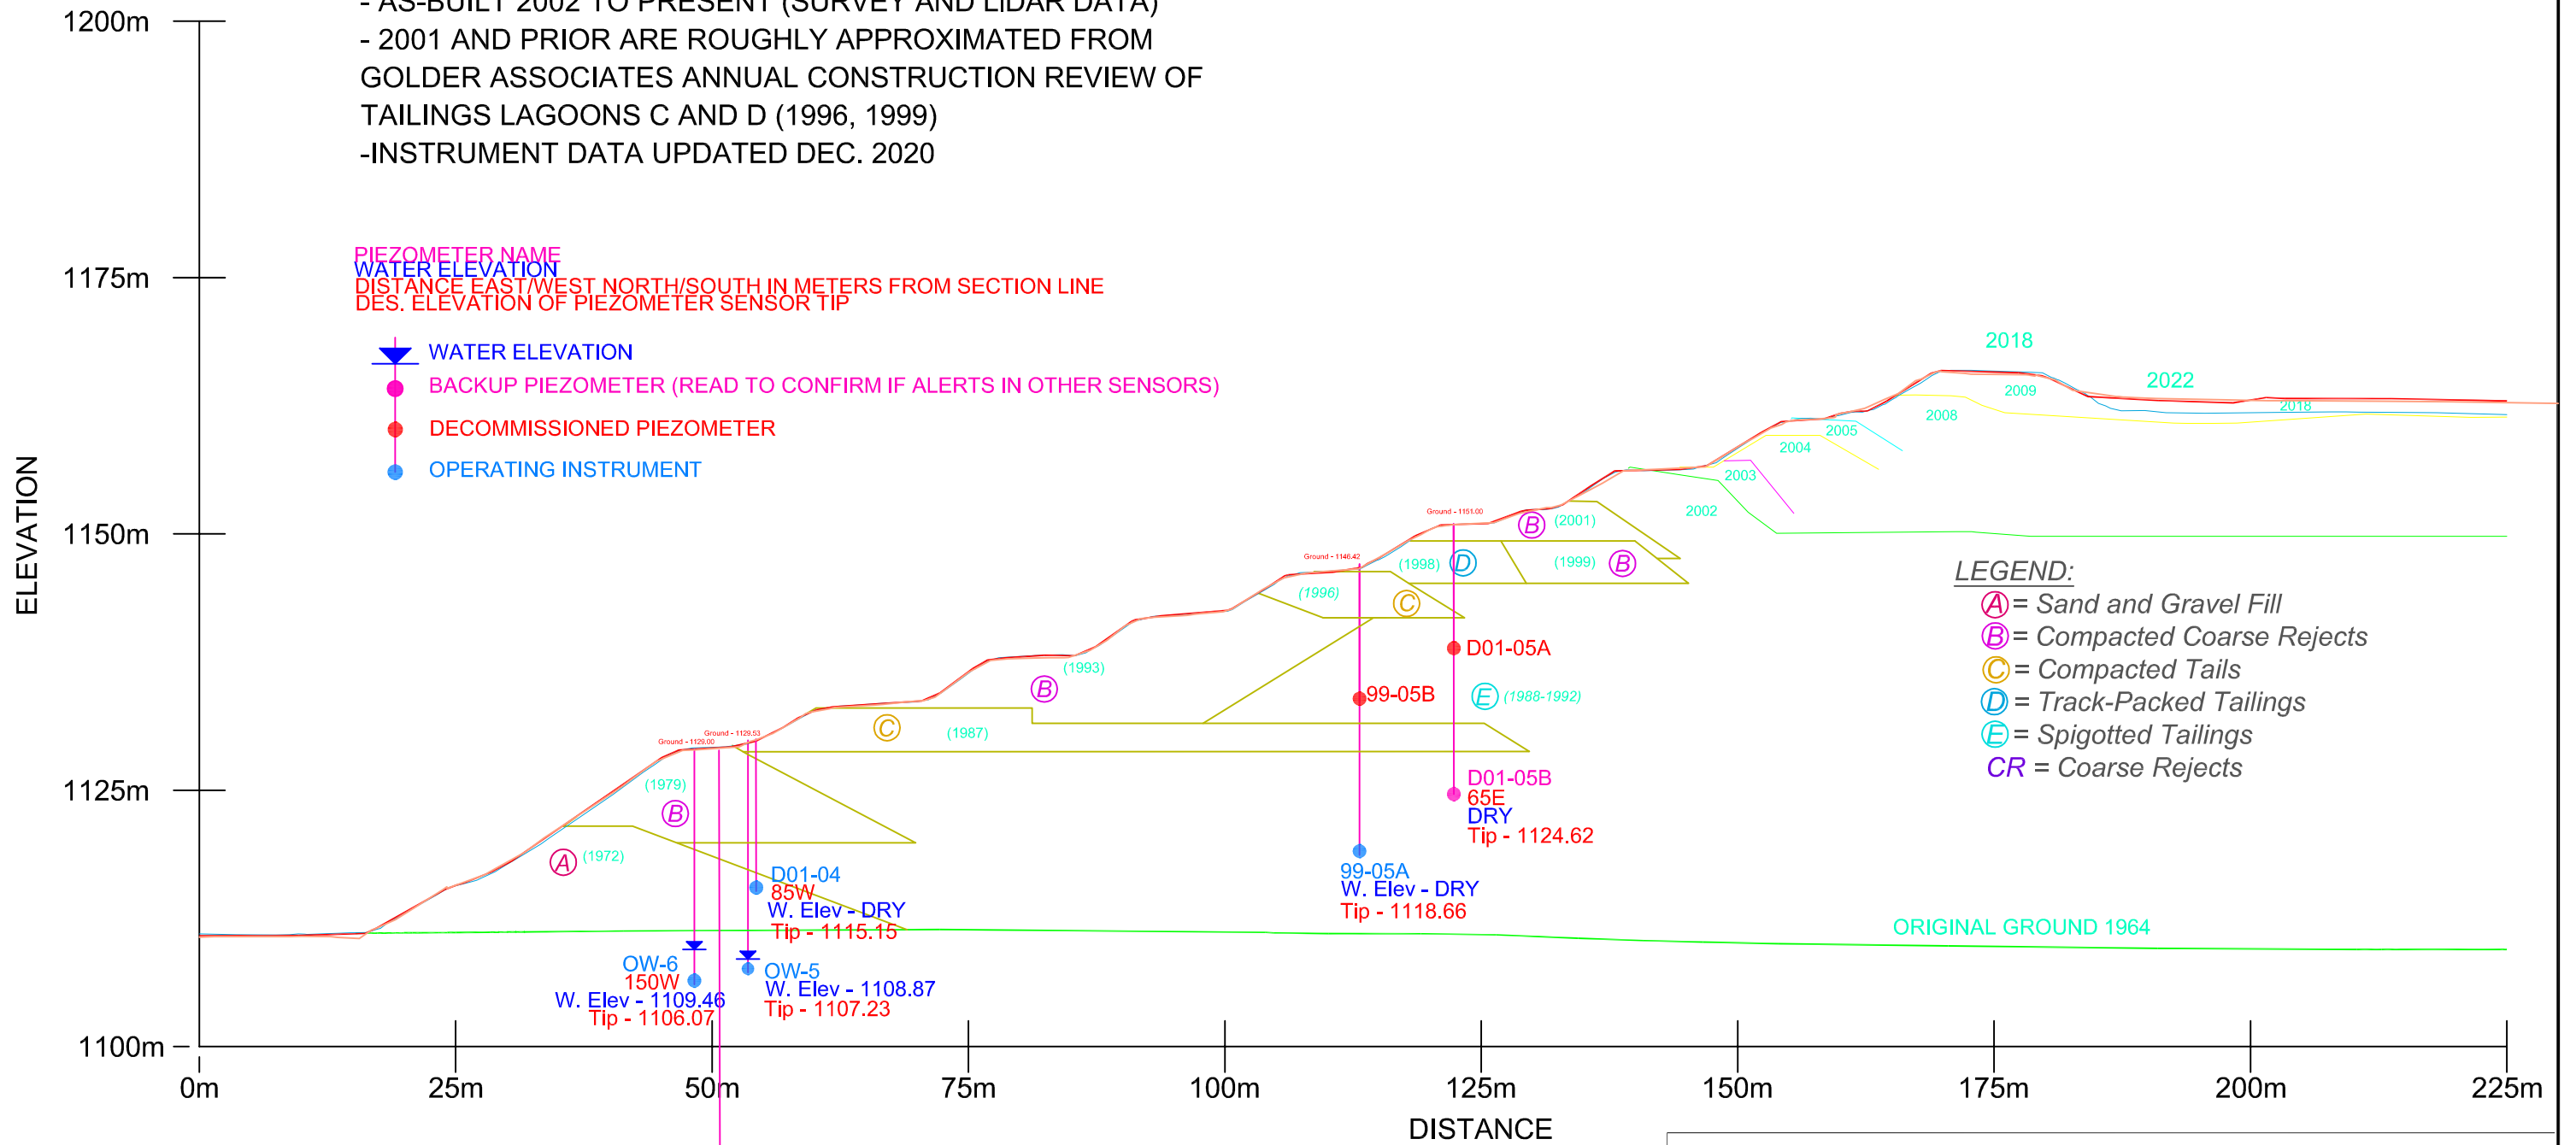 - AS-BUILT 2002 TO PRESENT (SURVEY AND LIDAR DATA)
- 2001 AND PRIOR ARE ROUGHLY APPROXIMATED FROM
GOLDER ASSOCIATES ANNUAL CONSTRUCTION REVIEW OF
TAILINGS LAGOONS C AND D (1996, 1999)
-INSTRUMENT DATA UPDATED DEC. 2020
1200m
1175m
1150m
1125m
1100m
ELEVATION
PIEZOMETER NAME
WATER ELEVATION
DISTANCE EAST/WEST NORTH/SOUTH IN METERS FROM SECTION LINE
DES. ELEVATION OF PIEZOMETER SENSOR TIP
WATER ELEVATION
BACKUP PIEZOMETER (READ TO CONFIRM IF ALERTS IN OTHER SENSORS)
DECOMMISSIONED PIEZOMETER
OPERATING INSTRUMENT
2018
2022
2009
2018
2008
2005
2004
2003
2002
Ground - 1151.00
B (2001)
Ground - 1146.42
(1998) D
(1999) B
(1996)
C
D01-05A
99-05B
E (1988-1992)
(1993)
B
C
(1987)
Ground - 1129.53
Ground - 1129.00
(1979)
B
A (1972)
D01-05B
65E
DRY
Tip - 1124.62
99-05A
W. Elev - DRY
Tip - 1118.66
D01-04
85W
W. Elev - DRY
Tip - 1115.15
OW-6
150W
W. Elev - 1109.46
Tip - 1106.07
OW-5
W. Elev - 1108.87
Tip - 1107.23
ORIGINAL GROUND 1964
LEGEND:
A = Sand and Gravel Fill
B = Compacted Coarse Rejects
C = Compacted Tails
D = Track-Packed Tailings
E = Spigotted Tailings
CR = Coarse Rejects
0m 25m 50m 75m 100m 125m 150m 175m 200m 225m
DISTANCE